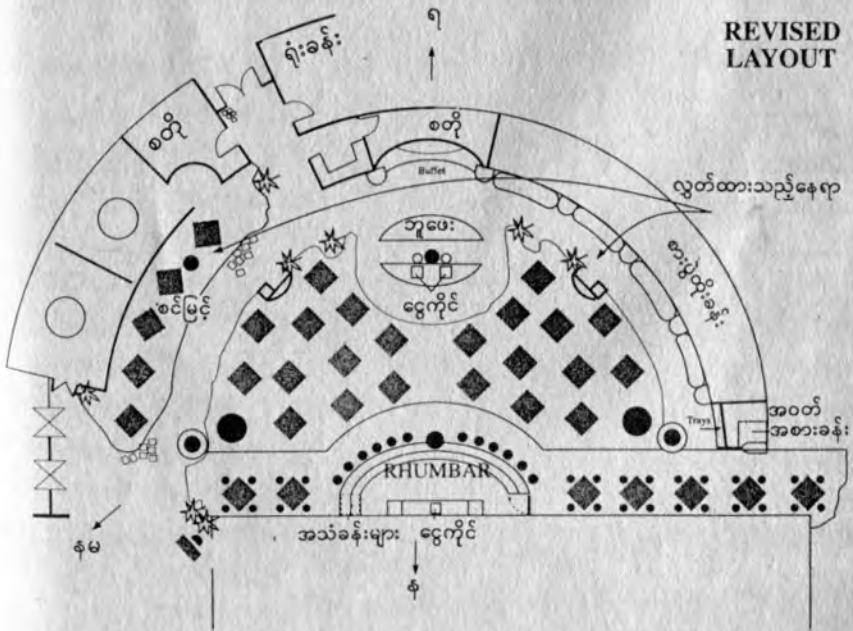 REVISED
LAYOUT
ရ
ရုံးခန်း
စတို
စတို
Buffet
လွတ်ထားသည့်နေရာ
ဘူဖေး
ငွေကိုင်
စင်မြင့်
စားပွဲထိုးခန်း
Trays
အဝတ်
အစားခန်း
RHUMBAR
အသံခန်းများ
ငွေကိုင်
နမ
န